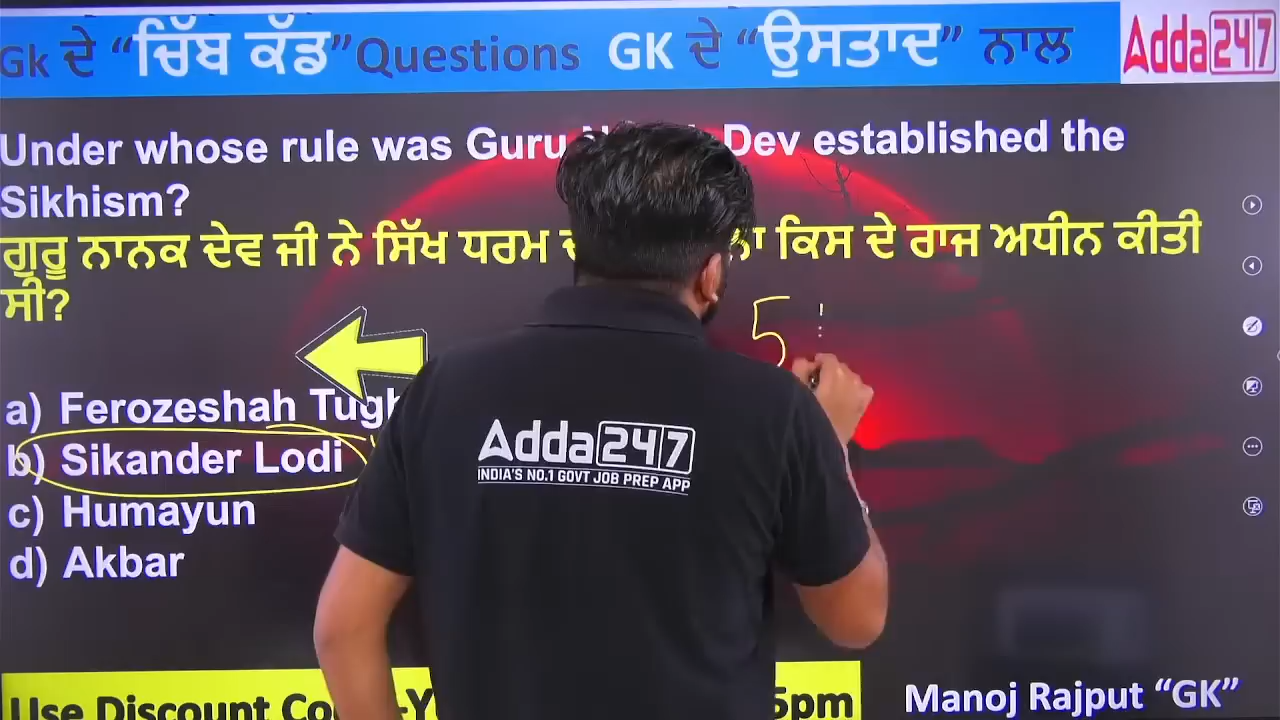 Gk ਦੇ “ਚਿੱਬ ਕੱਡ”Questions GK ਦੇ “ਉਸਤਾਦ” ਨਾਲ
Adda247
Under whose rule was Guru Dev established the
Sikhism?
ਗੁਰੂ ਨਾਨਕ ਦੇਵ ਜੀ ਨੇ ਸਿੱਖ ਧਰਮ ਕਿਸ ਦੇ ਰਾਜ ਅਧੀਨ ਕੀਤੀ
ਸੀ?
5
a) Ferozeshah
b) Sikander Lodi
c) Humayun
d) Akbar
Adda247
INDIA'S NO.1 GOVT JOB PREP APP
Use Discount 5pm
Manoj Rajput “GK”